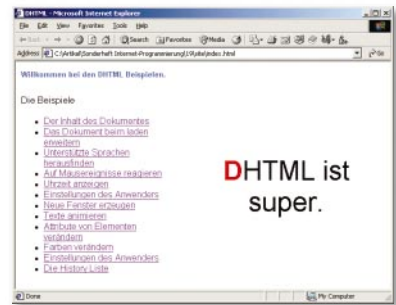 DHTML - Microsoft Internet Explorer
File Edit View Favorites Tools Help
Back Search Favorites Media
Address C:\Artikel\Sonderheft Internet-Programmierung\19\site\index.html Go
Willkommen bei den DHTML Beispielen.
Die Beispiele
Der Inhalt des Dokumentes
Das Dokument beim laden
erweitern
Unterstützte Sprachen
herausfinden
Auf Mausereignisse reagieren
Uhrzeit anzeigen
Einstellungen des Anwenders
Neue Fenster erzeugen
Texte animieren
Attribute von Elementen
verändern
Farben verändern
Einstellungen des Anwenders
Die History Liste
DHTML ist
super.
Done My Computer